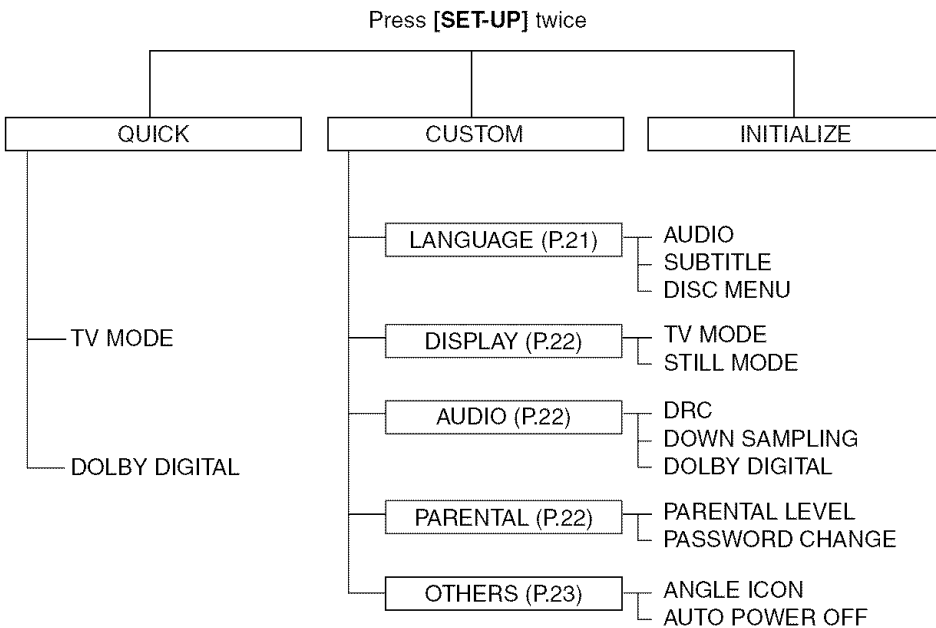 Press [SET-UP] twice
QUICK
CUSTOM
INITIALIZE
TV MODE
DOLBY DIGITAL
LANGUAGE (P.21)
AUDIO
SUBTITLE
DISC MENU
DISPLAY (P.22)
TV MODE
STILL MODE
AUDIO (P.22)
DRC
DOWN SAMPLING
DOLBY DIGITAL
PARENTAL (P.22)
PARENTAL LEVEL
PASSWORD CHANGE
OTHERS (P.23)
ANGLE ICON
AUTO POWER OFF